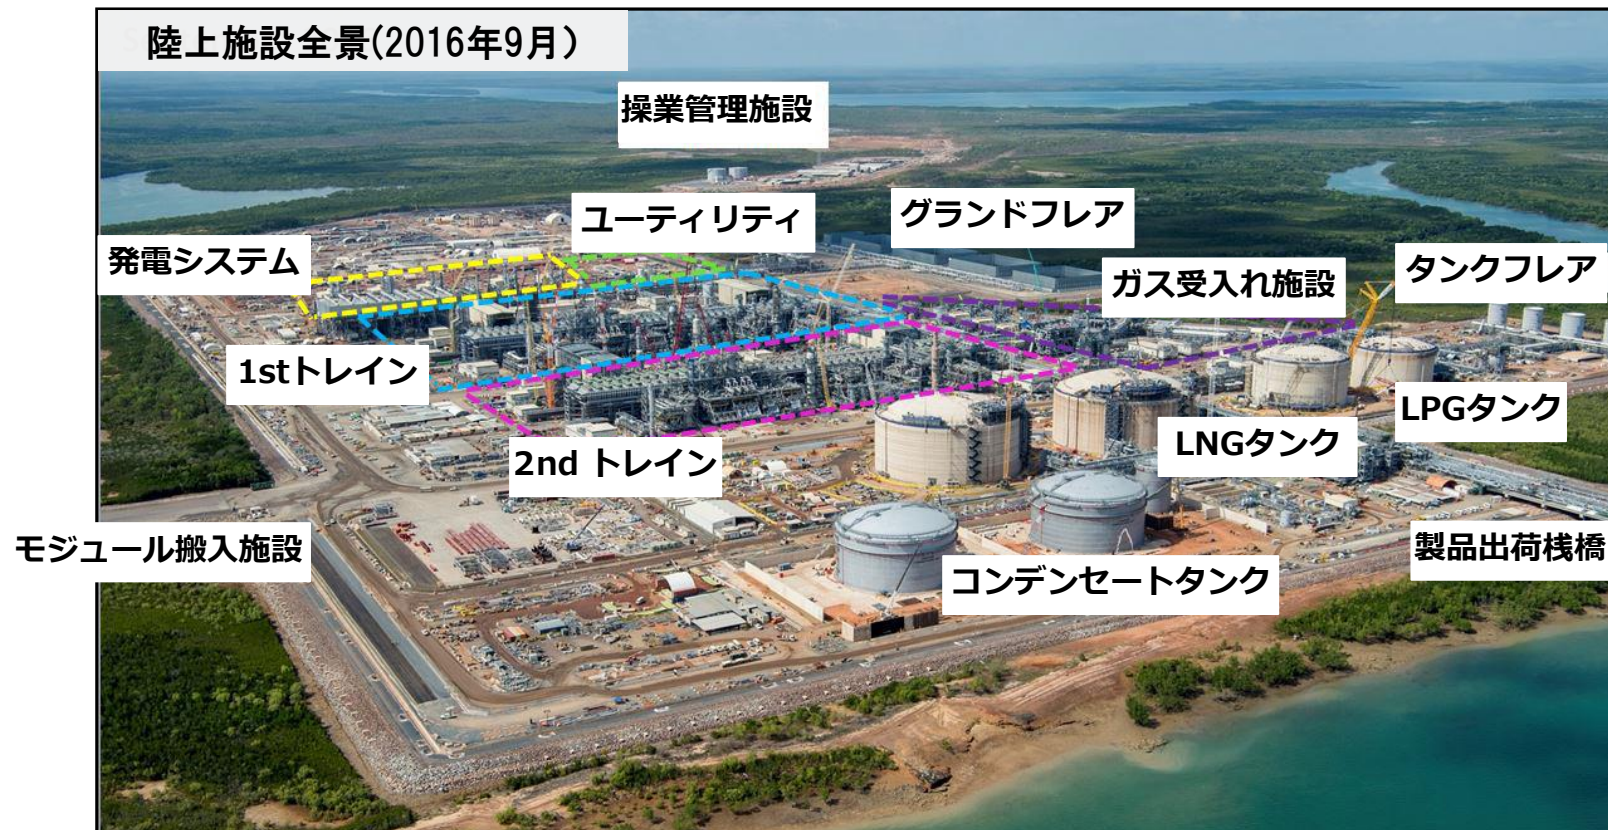 陸上施設全景(2016年9月)
操業管理施設
ユーティリティ
グランドフレア
発電システム
ガス受入れ施設
タンクフレア
1stトレイン
LPGタンク
2nd トレイン
LNGタンク
モジュール搬入施設
製品出荷桟橋
コンデンセートタンク